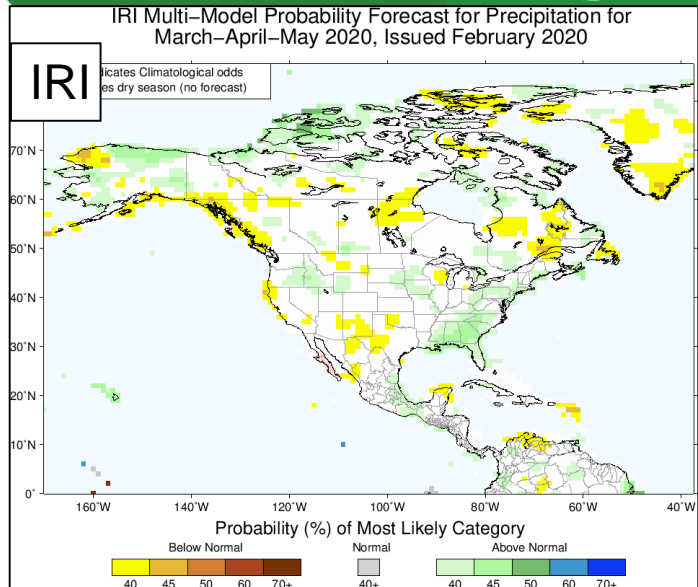 IRI Multi–Model Probability Forecast for Precipitation for
March–April–May 2020, Issued February 2020
IRI
dicates Climatological odds
es dry season (no forecast)
70˚N
60˚N
50˚N
40˚N
30˚N
20˚N
10˚N
0˚
160˚W 140˚W 120˚W 100˚W 80˚W 60˚W 40˚W
Probability (%) of Most Likely Category
Below Normal Normal Above Normal
40 45 50 60 70+ 40+ 40 45 50 60 70+